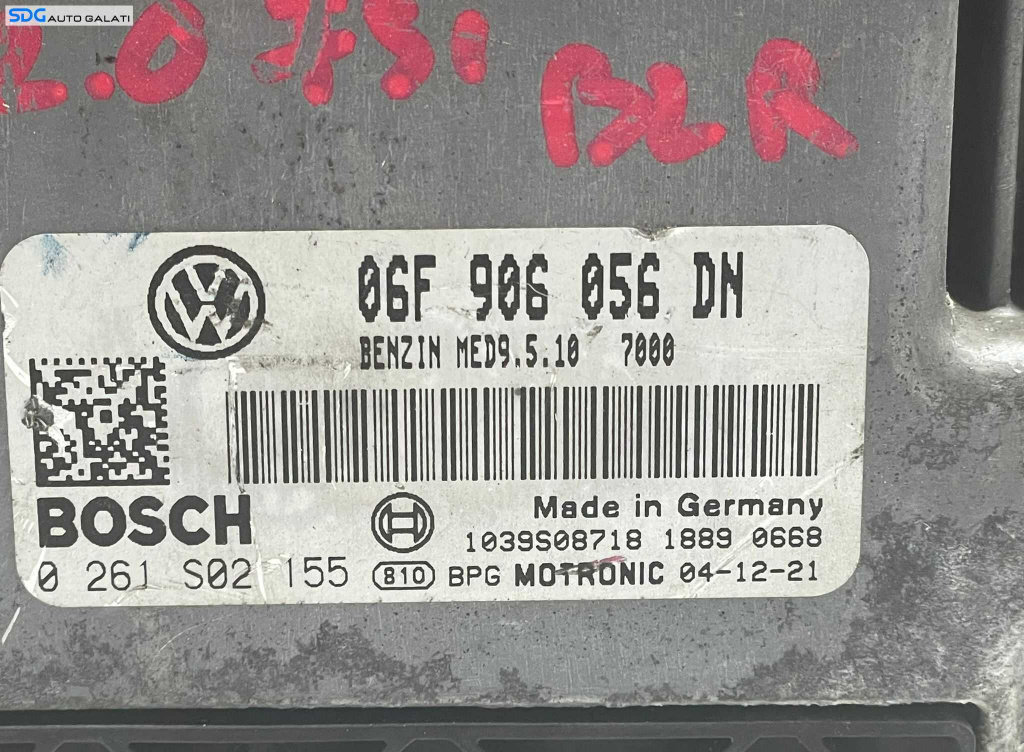 SDG AUTO GALATI
2.0 FSi BLR
06F 906 056 DN
BENZIN MED9.5.10 7000
BOSCH
Made in Germany
1039S08718 1889 0668
0 261 S02 155 810 BPG MOTRONIC 04-12-21